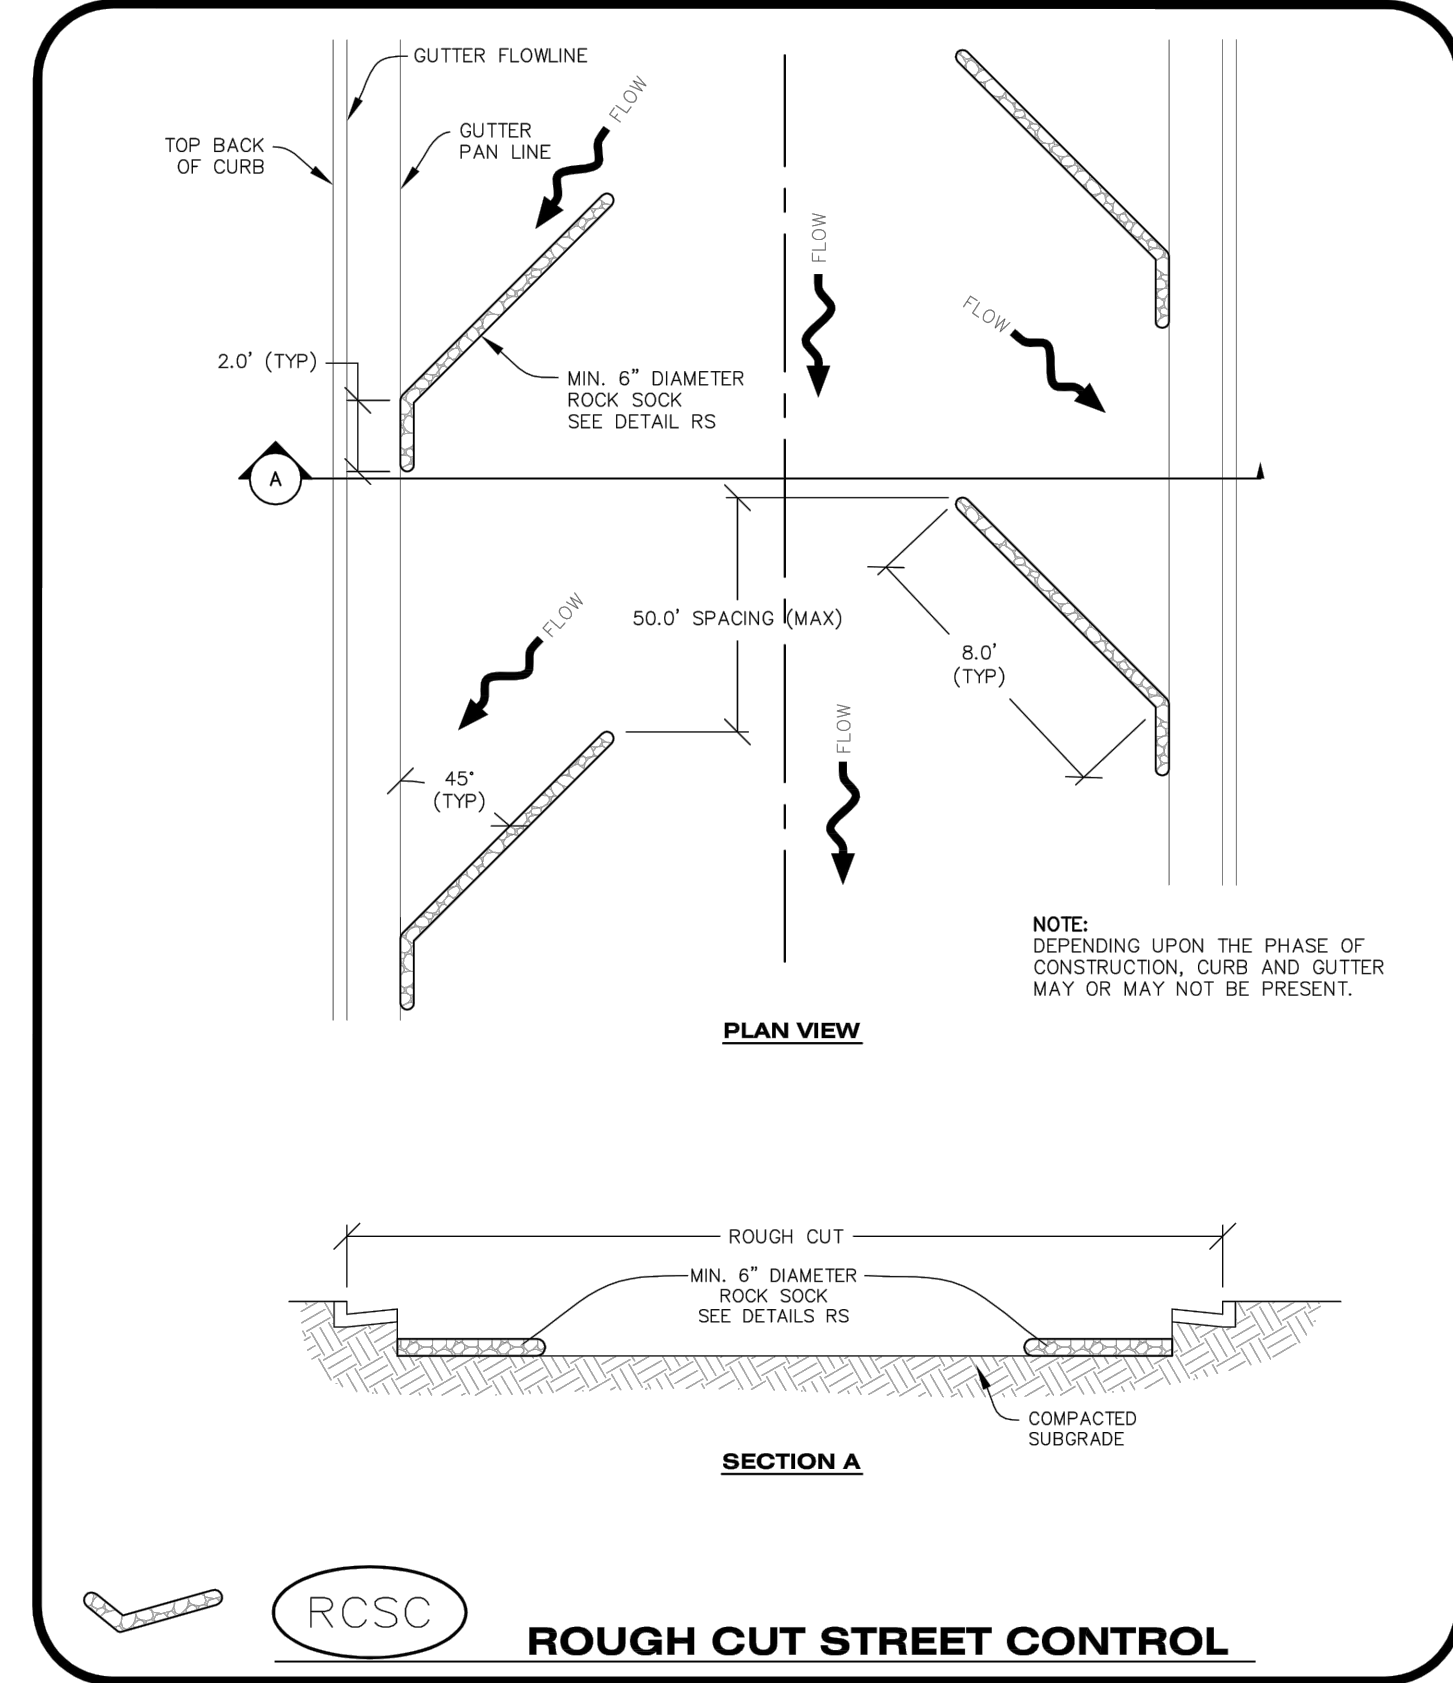 GUTTER FLOWLINE
TOP BACK
OF CURB
GUTTER
PAN LINE
FLOW
FLOW
FLOW
2.0' (TYP)
MIN. 6” DIAMETER
ROCK SOCK
SEE DETAIL RS
A
50.0' SPACING (MAX)
FLOW
8.0'
(TYP)
FLOW
45°
(TYP)
NOTE:
DEPENDING UPON THE PHASE OF
CONSTRUCTION, CURB AND GUTTER
MAY OR MAY NOT BE PRESENT.
PLAN VIEW
ROUGH CUT
MIN. 6” DIAMETER
ROCK SOCK
SEE DETAILS RS
COMPACTED
SUBGRADE
SECTION A
RCSC
ROUGH CUT STREET CONTROL